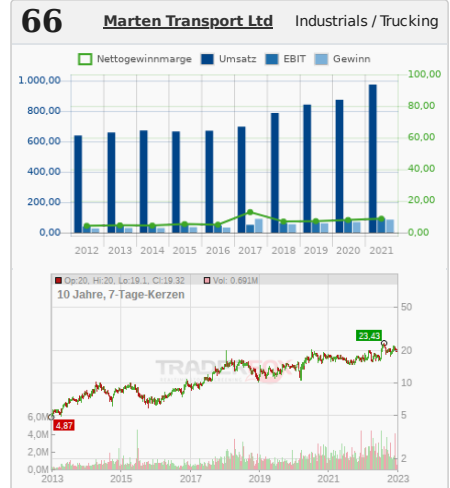 66 Marten Transport Ltd Industrials / Trucking
Nettogewinnmarge Umsatz EBIT Gewinn
1.000,00 100,00
800,00 80,00
600,00 60,00
400,00 40,00
200,00 20,00
0,00 0,00
2012 2013 2014 2015 2016 2017 2018 2019 2020 2021
Op:20, Hi:20, Lo:19.1, Cl:19.32 Vol: 0.691M
10 Jahre, 7-Tage-Kerzen
50
23,43
20
10
5
6,0M
4,87
4,0M
2,0M 2
0,0M
2013 2015 2017 2019 2021 2023